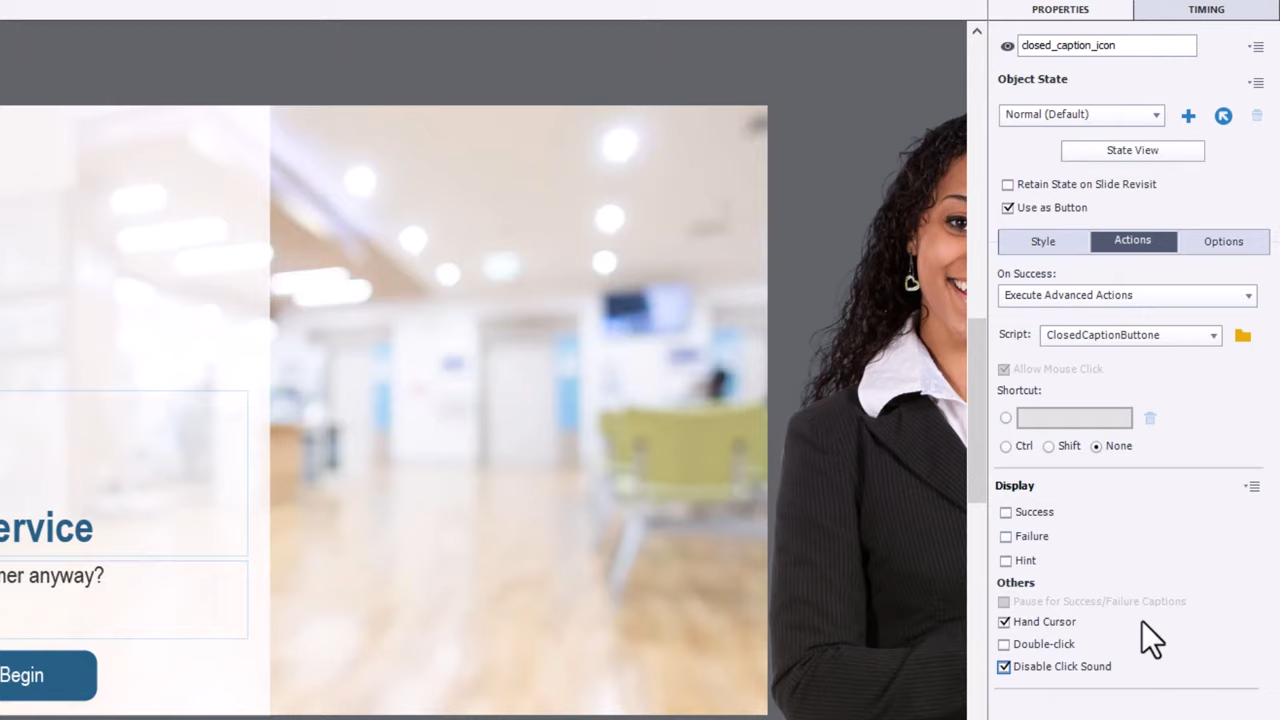 PROPERTIES
TIMING
closed_caption_icon
Object State
Normal (Default)
State View
Retain State on Slide Revisit
Use as Button
Style
Actions
Options
On Success:
Execute Advanced Actions
Script:
ClosedCaptionButtone
Allow Mouse Click
Shortcut:
Ctrl
Shift
None
Display
Success
Failure
Hint
Others
Pause for Success/Failure Captions
Hand Cursor
Double-click
Disable Click Sound
ervice
mer anyway?
Begin